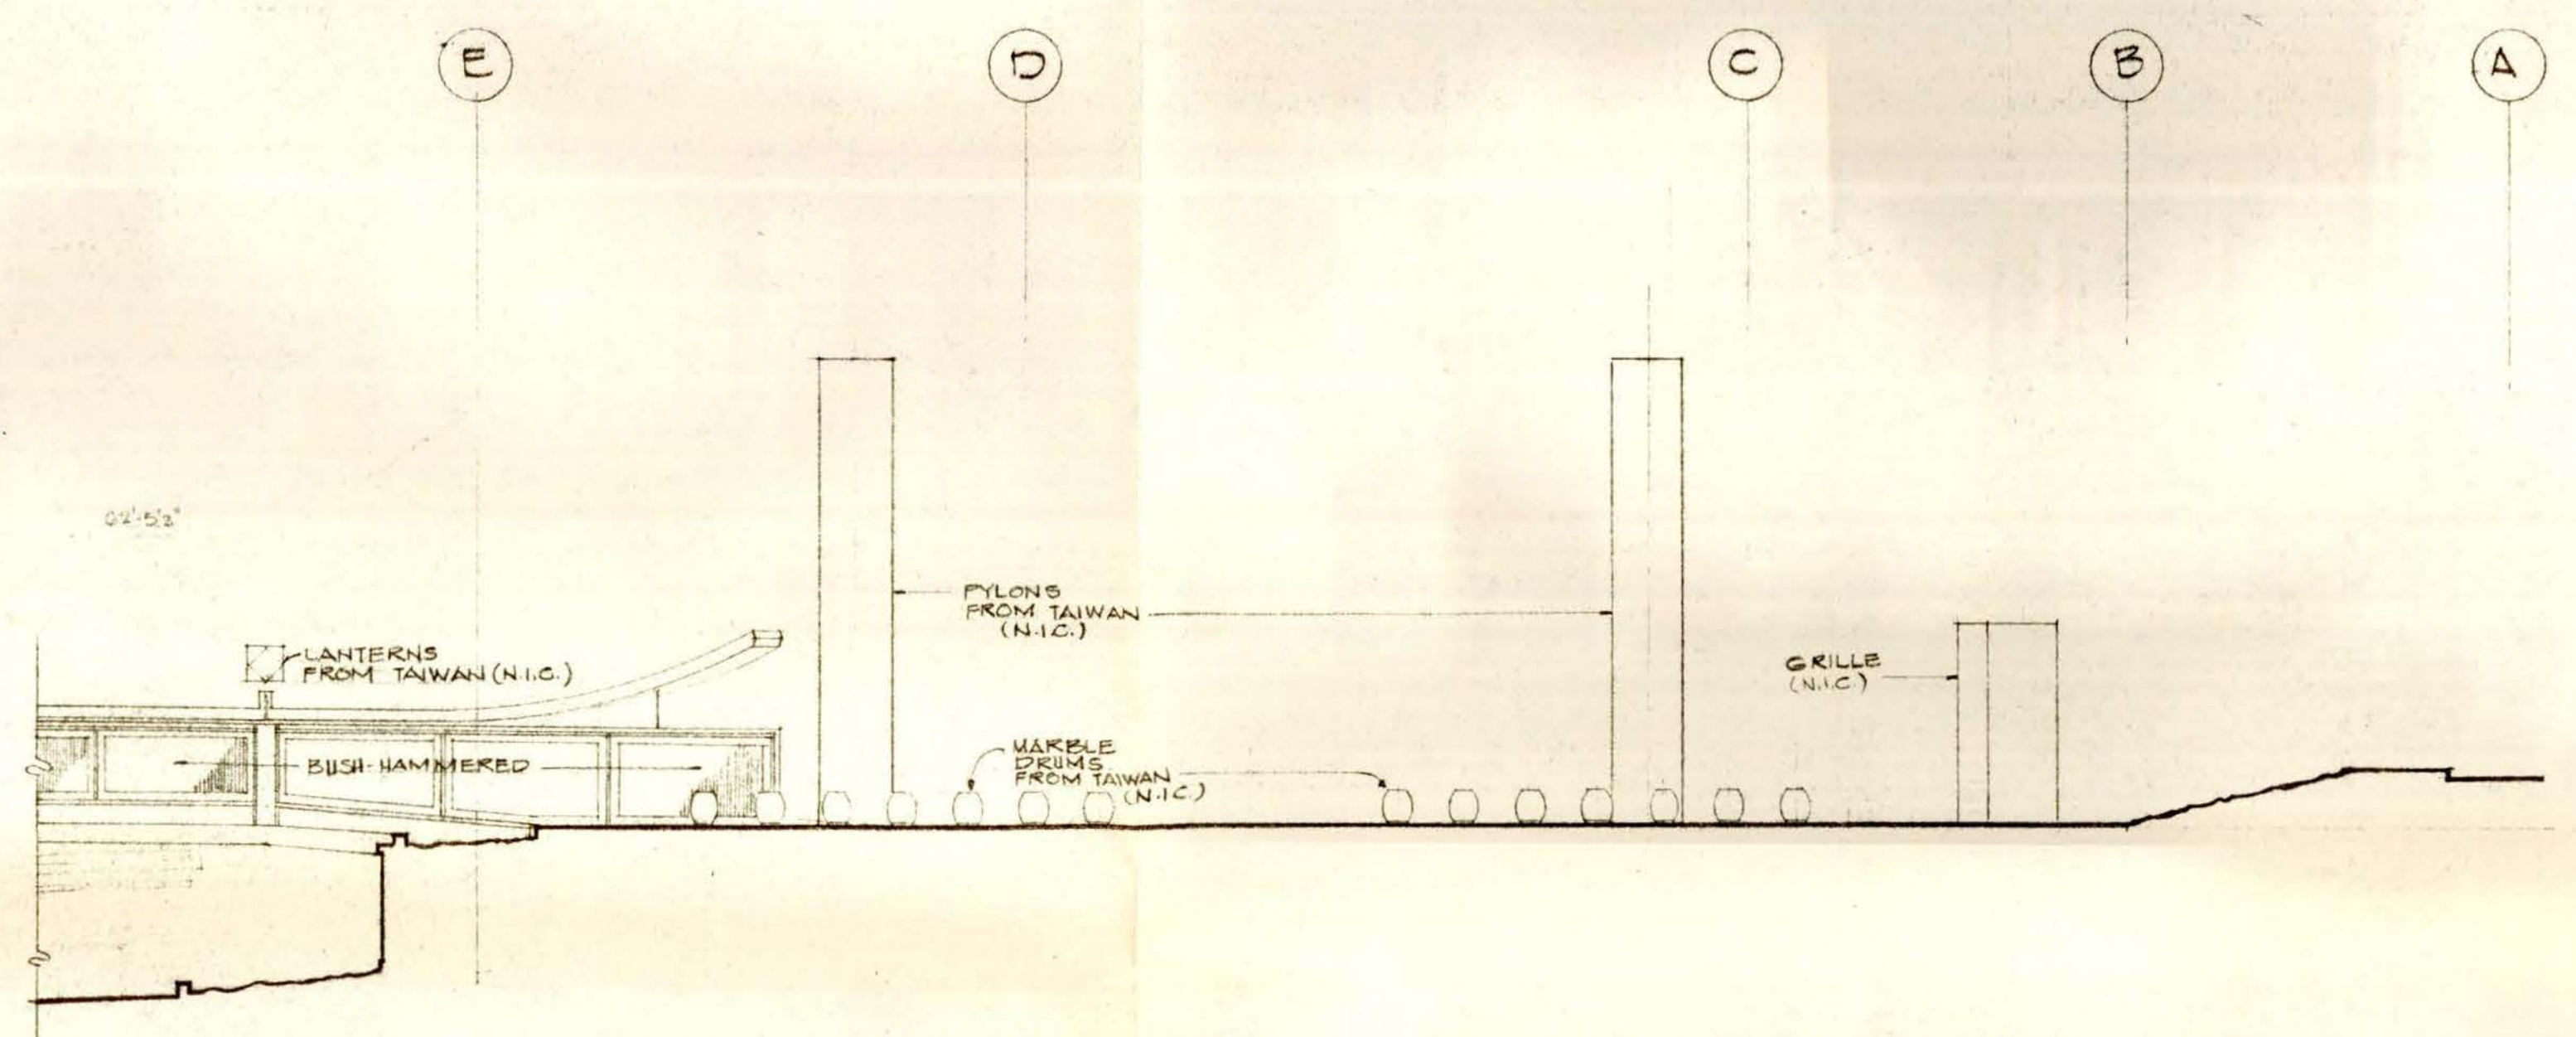 E
D
C
B
A
PYLONS
FROM TAIWAN
(N.I.C.)
LANTERNS
FROM TAIWAN (N.I.C.)
GRILLE
(N.I.C.)
MARBLE
DRUMS
FROM TAIWAN
(N.I.C.)
BUSH-HAMMERED